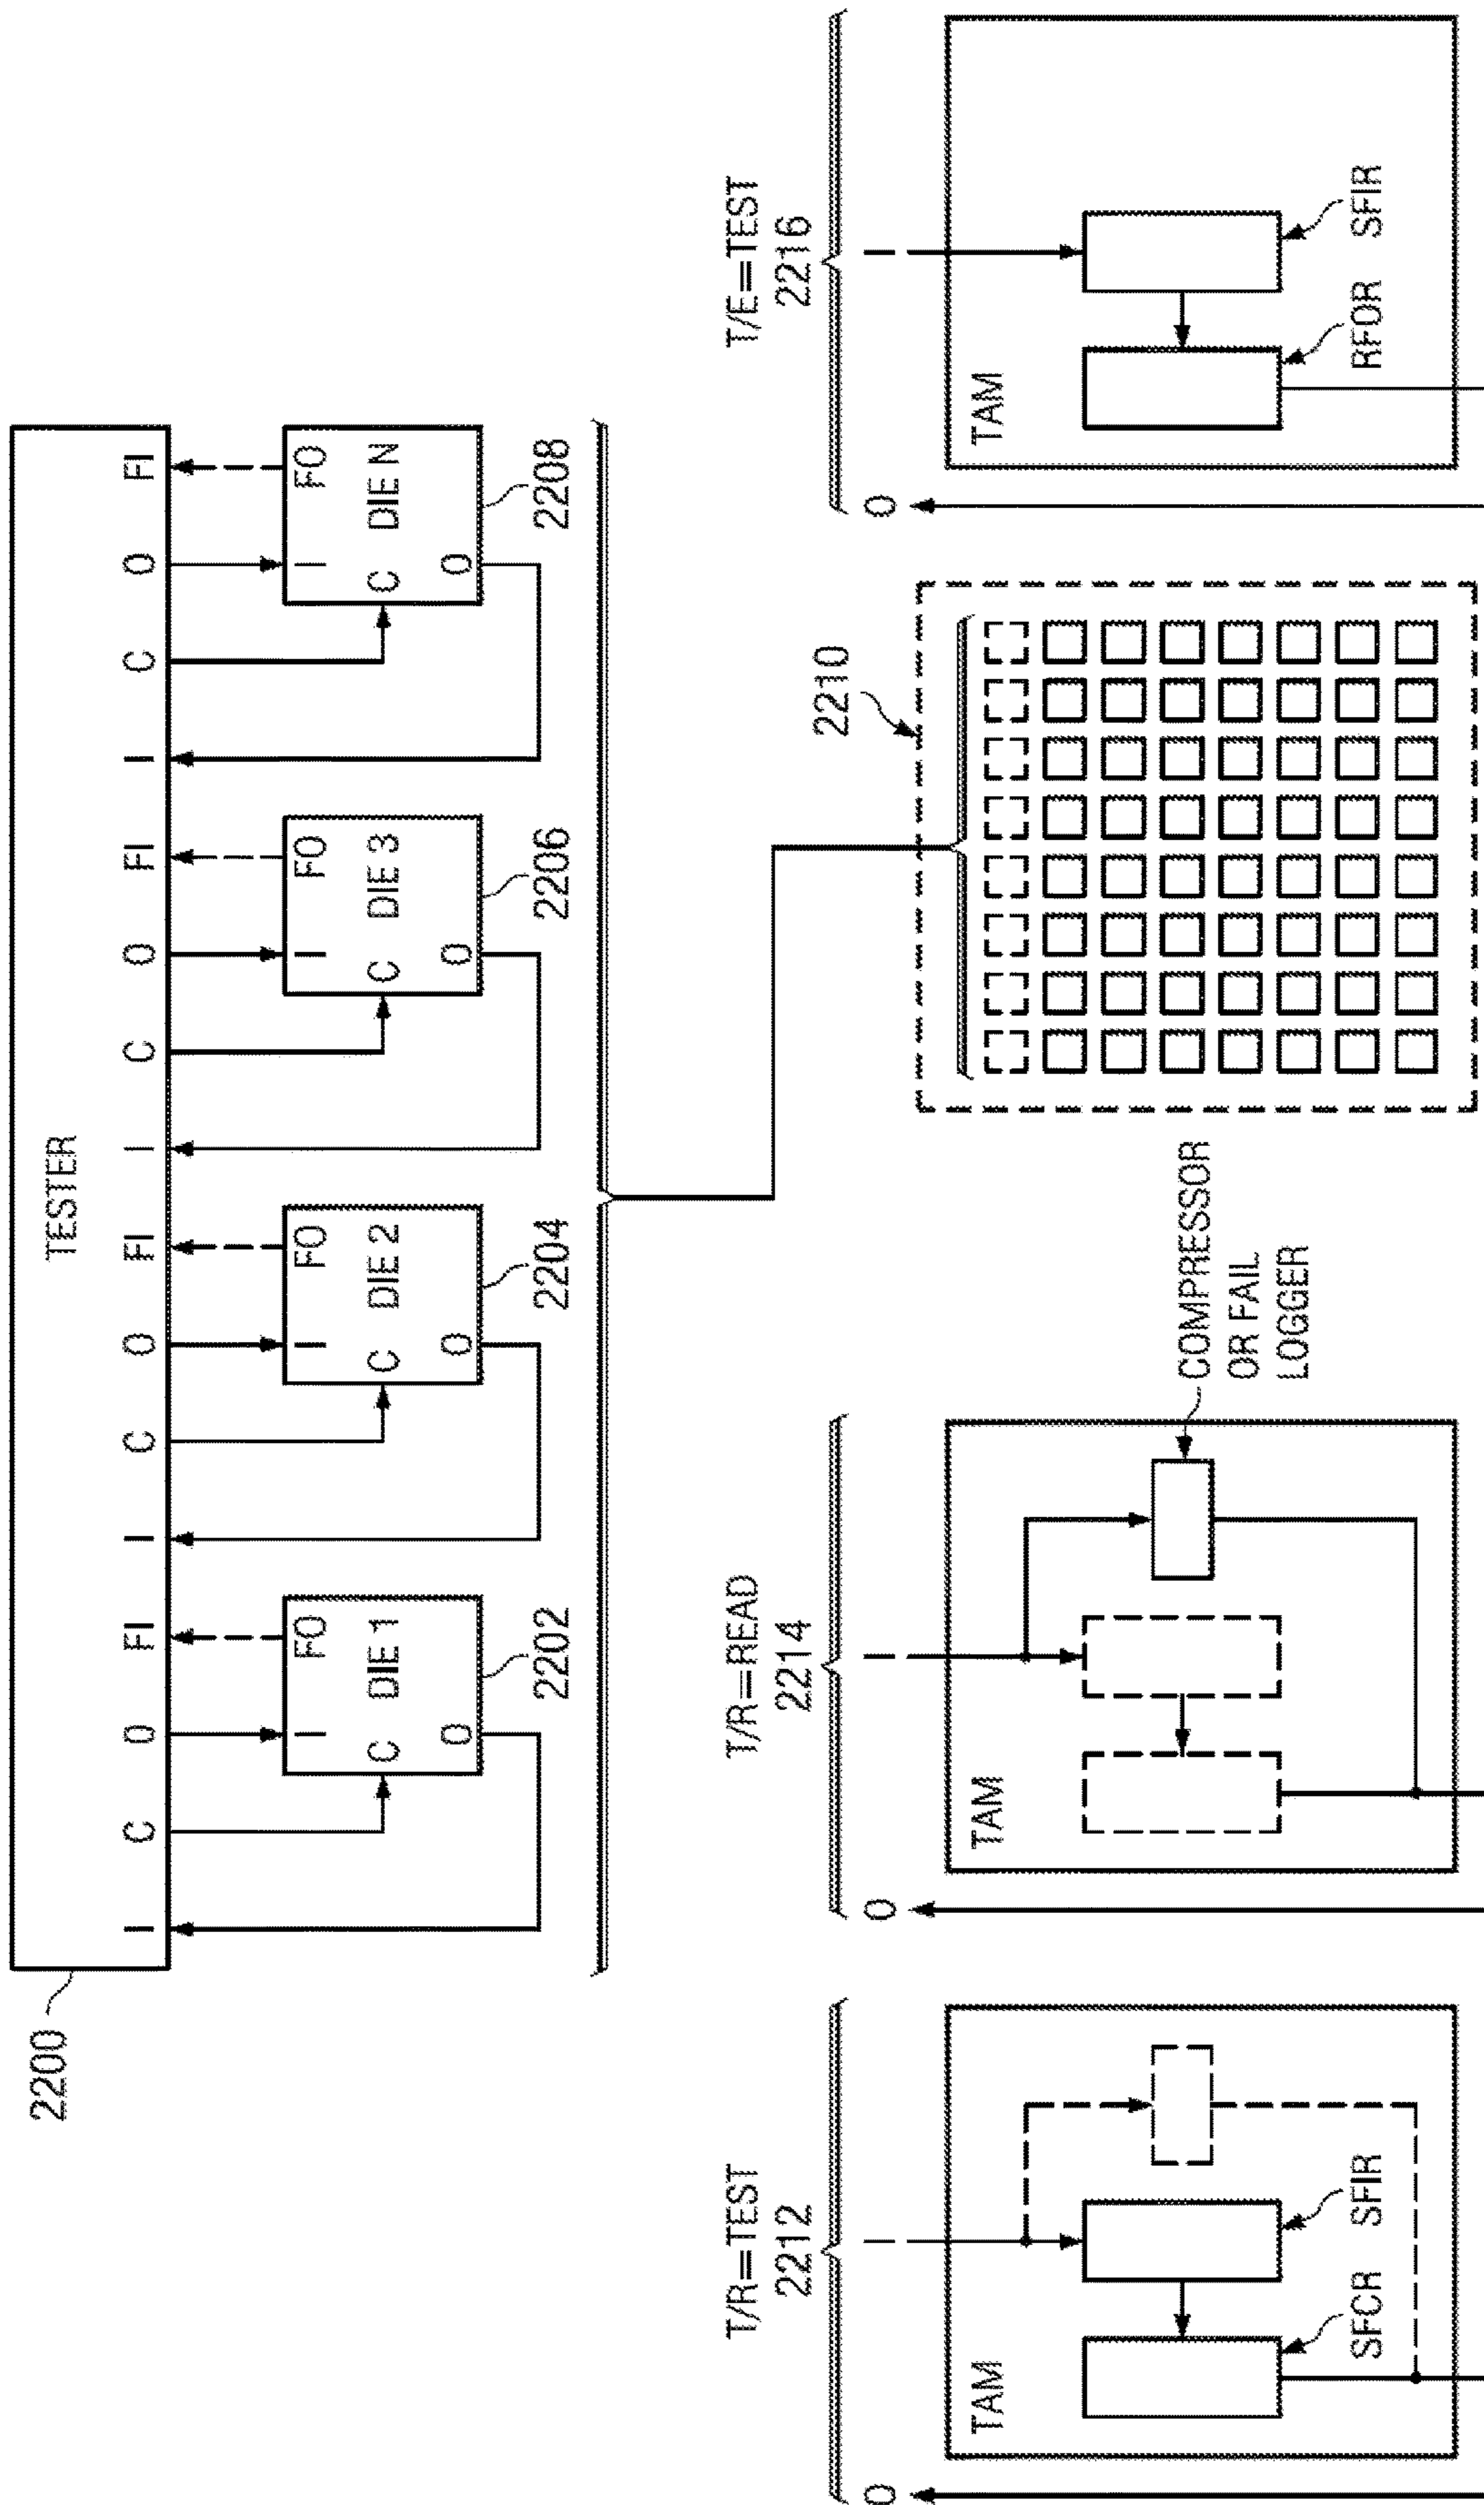 2200
TESTER
I C O FI I C O FI I C O FI I C O FI
I FO
C DIE 1
O
2202
I FO
C DIE 2
O
2204
I FO
C DIE 3
O
2206
I FO
C DIE N
O
2208
T/R=TEST
2212
O
TAM
SFCR
SFIR
T/R=READ
2214
O
TAM
COMPRESSOR
OR FAIL
LOGGER
2210
T/E=TEST
2216
O
TAM
RFOR
SFIR